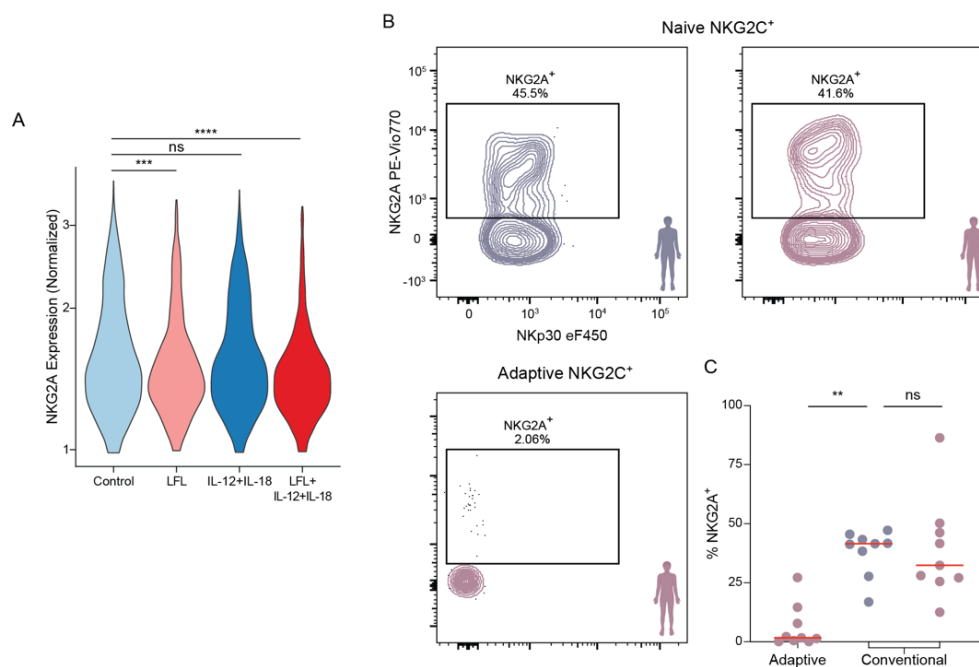 A
****
ns
***
NKG2A Expression (Normalized)
3
2
1
Control
LFL
IL-12+IL-18
LFL+
IL-12+IL-18
B
Naive NKG2C⁺
NKG2A PE-Vio770
10⁵
10⁴
10³
0
-10³
NKG2A⁺
45.5%
0
10³
10⁴
10⁵
NKp30 eF450
NKG2A⁺
41.6%
Adaptive NKG2C⁺
NKG2A⁺
2.06%
C
**
ns
% NKG2A⁺
100
75
50
25
0
Adaptive
Conventional